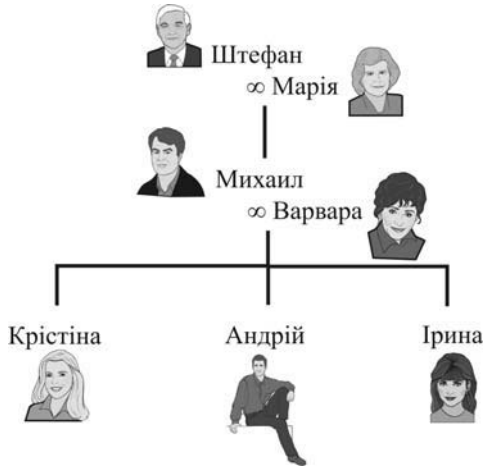 Штефан
∞ Марія
Михаил
∞ Варвара
Крістіна
Андрій
Ірина